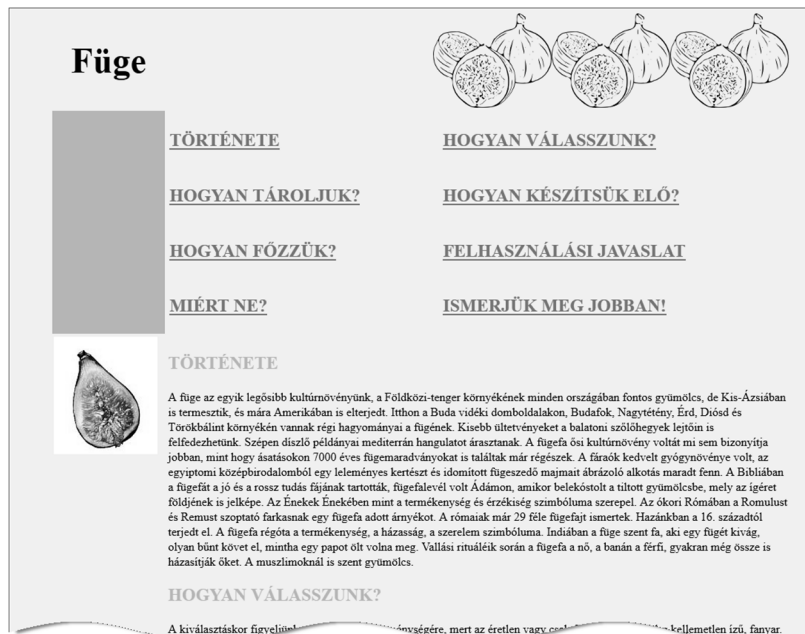 Füge
TÖRTÉNETE
HOGYAN VÁLASSZUNK?
HOGYAN TÁROLJUK?
HOGYAN KÉSZÍTSÜK ELŐ?
HOGYAN FŐZZÜK?
FELHASZNÁLÁSI JAVASLAT
MIÉRT NE?
ISMERJÜK MEG JOBBAN!
TÖRTÉNETE
A füge az egyik legősibb kultúrnövényünk, a Földközi-tenger környékének minden országában fontos gyümölcs, de Kis-Ázsiában
is termesztik, és mára Amerikában is elterjedt. Itthon a Buda vidéki domboldalakon, Budafok, Nagytétény, Érd, Diósd és
Törökbálint környékén vannak régi hagyományai a fügének. Kisebb ültetvényeket a balatoni szőlőhegyek lejtőin is
felfedezhetünk. Szépen díszlő példányai mediterrán hangulatot árasztanak. A fügefa ősi kultúrnövény voltát mi sem bizonyítja
jobban, mint hogy ásatásokon 7000 éves fügemaradványokat is találtak már régészek. A fáraók kedvelt gyógynövénye volt, az
egyiptomi középbirodalomból egy leleményes kertészt és idomított fügeszedő majmait ábrázoló alkotás maradt fenn. A Bibliában
a fügefát a jó és a rossz tudás fájának tartották, fügefalevél volt Ádámon, amikor belekóstolt a tiltott gyümölcsbe, mely az ígéret
földjének is jelképe. Az Énekek Énekében mint a termékenység és érzékiség szimbóluma szerepel. Az ókori Rómában a Romulust
és Remust szoptató farkasnak egy fügefa adott árnyékot. A rómaiak már 29 féle fügefajt ismertek. Hazánkban a 16. századtól
terjedt el. A fügefa régóta a termékenység, a házasság, a szerelem szimbóluma. Indiában a füge szent fa, aki egy fügét kivág,
olyan bűnt követ el, mintha egy papot ölt volna meg. Vallási rituáléik során a fügefa a nő, a banán a férfi, gyakran még össze is
házasítják őket. A muszlimoknál is szent gyümölcs.
HOGYAN VÁLASSZUNK?
A kiválasztáskor figyeljünk mert az éretlen vagy kellemetlen ízű, fanyar.